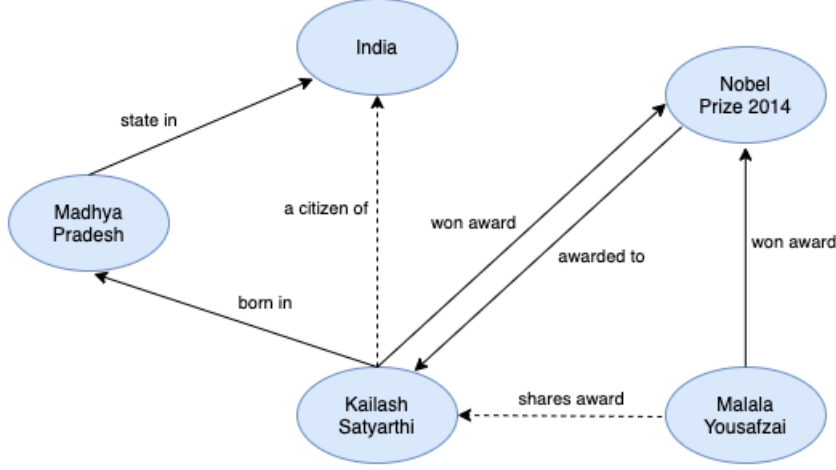 India
Nobel
Prize 2014
state in
Madhya
Pradesh
a citizen of
won award
awarded to
won award
born in
Kailash
Satyarthi
shares award
Malala
Yousafzai